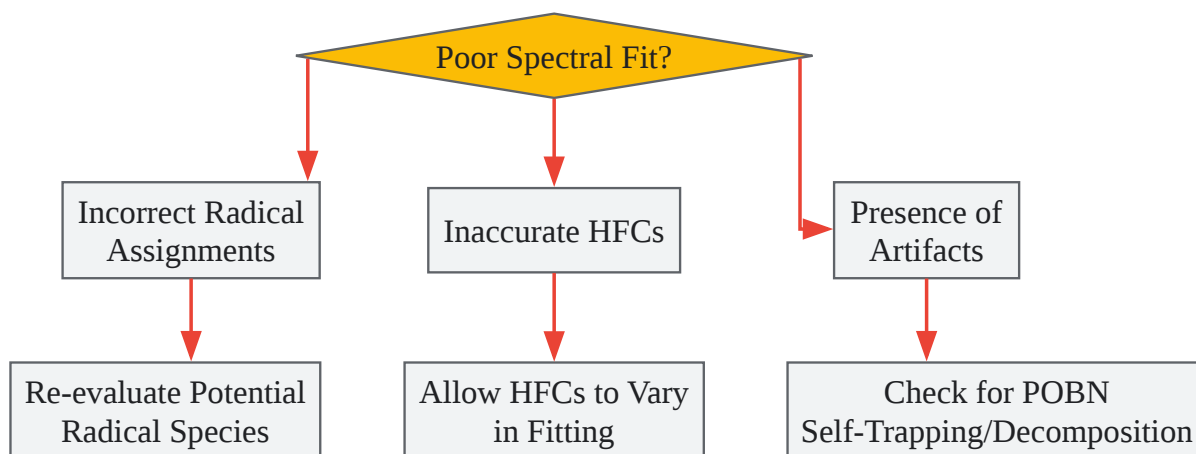 Poor Spectral Fit?
Incorrect Radical
Assignments
Inaccurate HFCs
Presence of
Artifacts
Re-evaluate Potential
Radical Species
Allow HFCs to Vary
in Fitting
Check for POBN
Self-Trapping/Decomposition